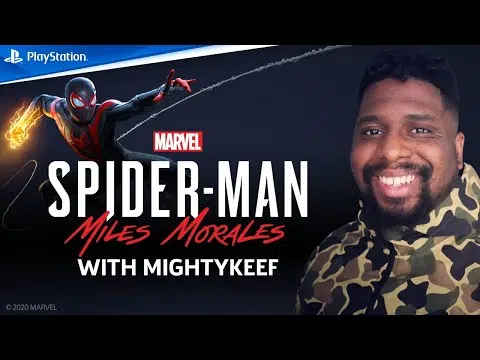 PlayStation.
MARVEL
SPIDER-MAN
MILES MORALES
WITH MIGHTYKEEF
© 2020 MARVEL